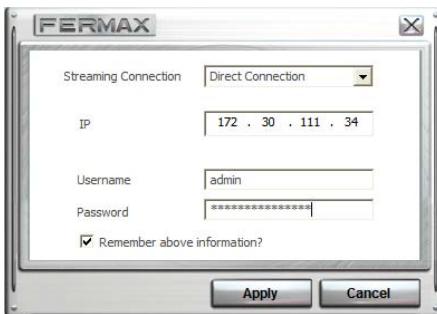 FERMAX
Streaming Connection Direct Connection
IP 172 . 30 . 111 . 34
Username admin
Password ***************
Remember above information?
Apply Cancel